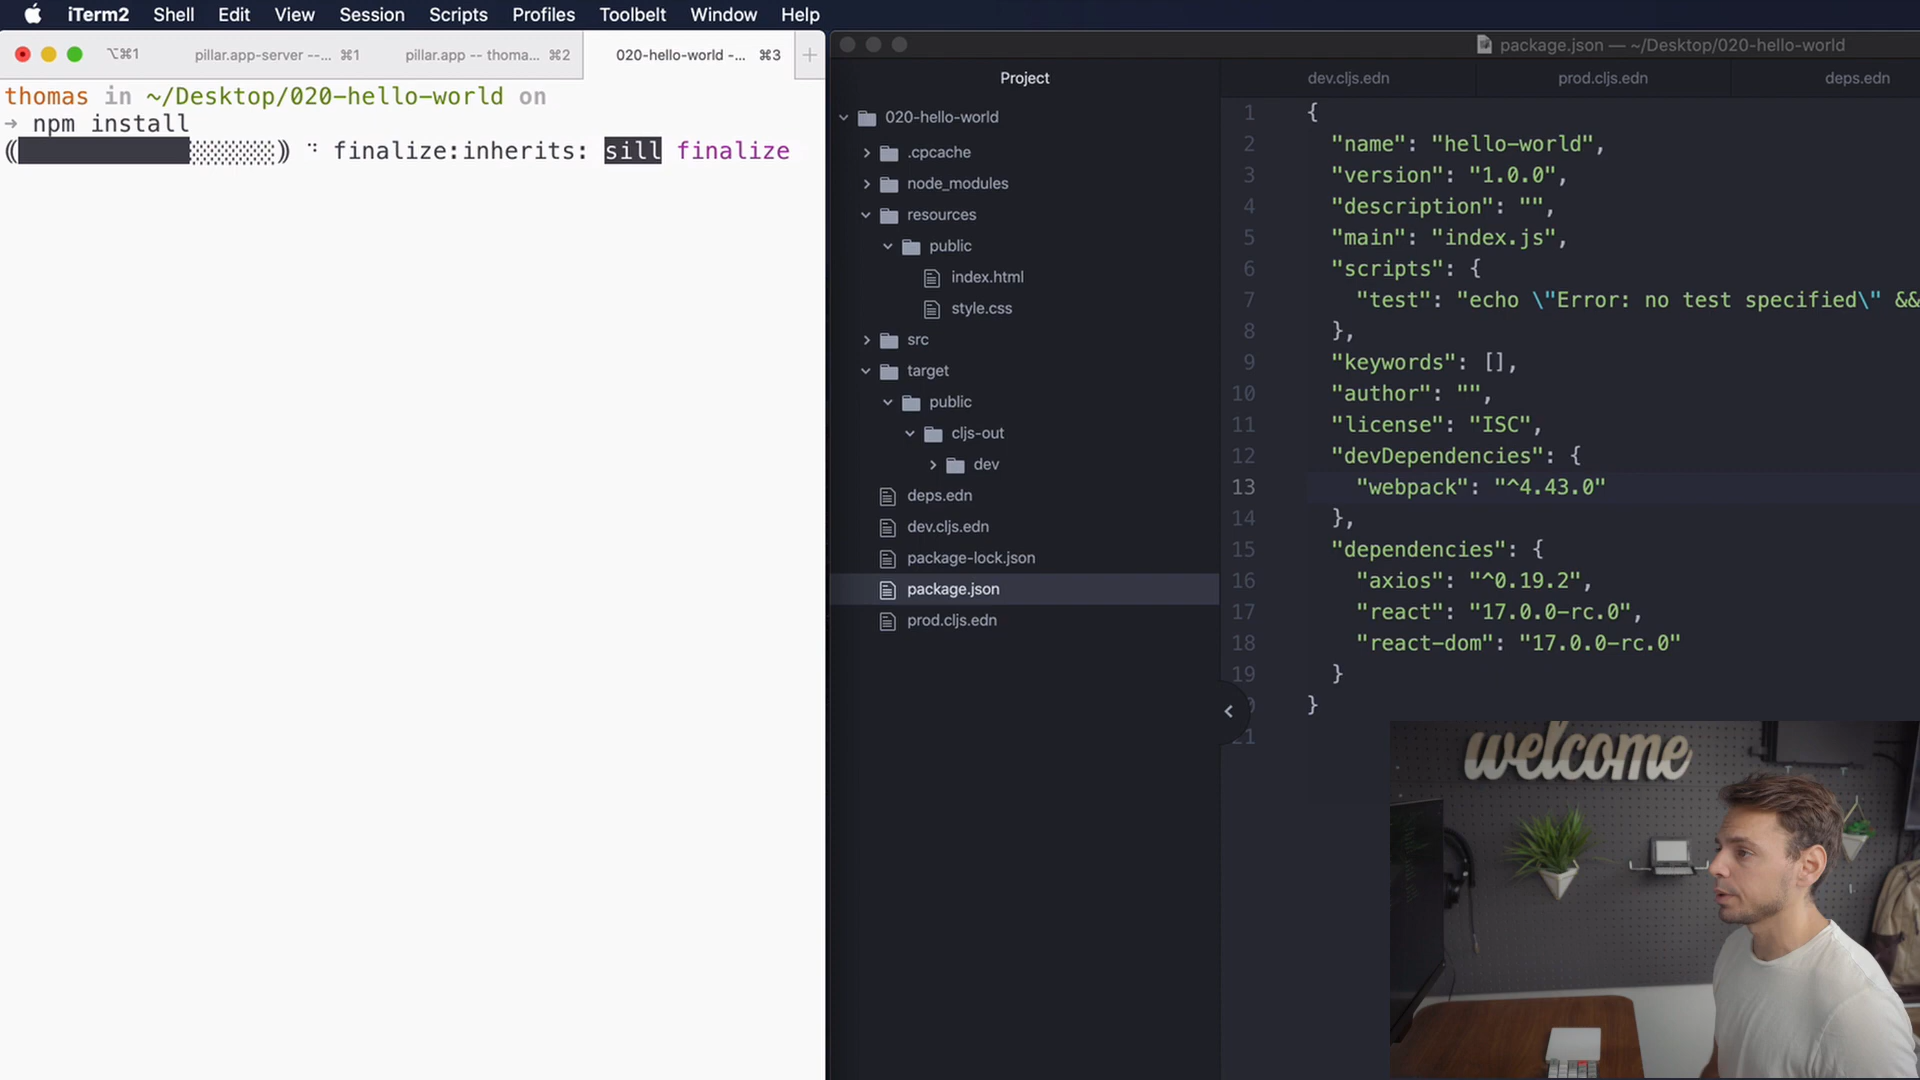 iTerm2 Shell Edit View Session Scripts Profiles Toolbelt Window Help
⌥⌘1 pillar.app-server --... ⌘1 pillar.app -- thoma... ⌘2 020-hello-world -... ⌘3 +
thomas in ~/Desktop/020-hello-world on
→ npm install
finalize:inherits: sill finalize
package.json — ~/Desktop/020-hello-world
Project
dev.cljs.edn prod.cljs.edn deps.edn
020-hello-world
.cpcache
node_modules
resources
public
index.html
style.css
src
target
public
cljs-out
dev
deps.edn
dev.cljs.edn
package-lock.json
package.json
prod.cljs.edn
1 {
2 "name": "hello-world",
3 "version": "1.0.0",
4 "description": "",
5 "main": "index.js",
6 "scripts": {
7 "test": "echo \"Error: no test specified\" &&
8 },
9 "keywords": [],
10 "author": "",
11 "license": "ISC",
12 "devDependencies": {
13 "webpack": "^4.43.0"
14 },
15 "dependencies": {
16 "axios": "^0.19.2",
17 "react": "17.0.0-rc.0",
18 "react-dom": "17.0.0-rc.0"
19 }
}
21
welcome